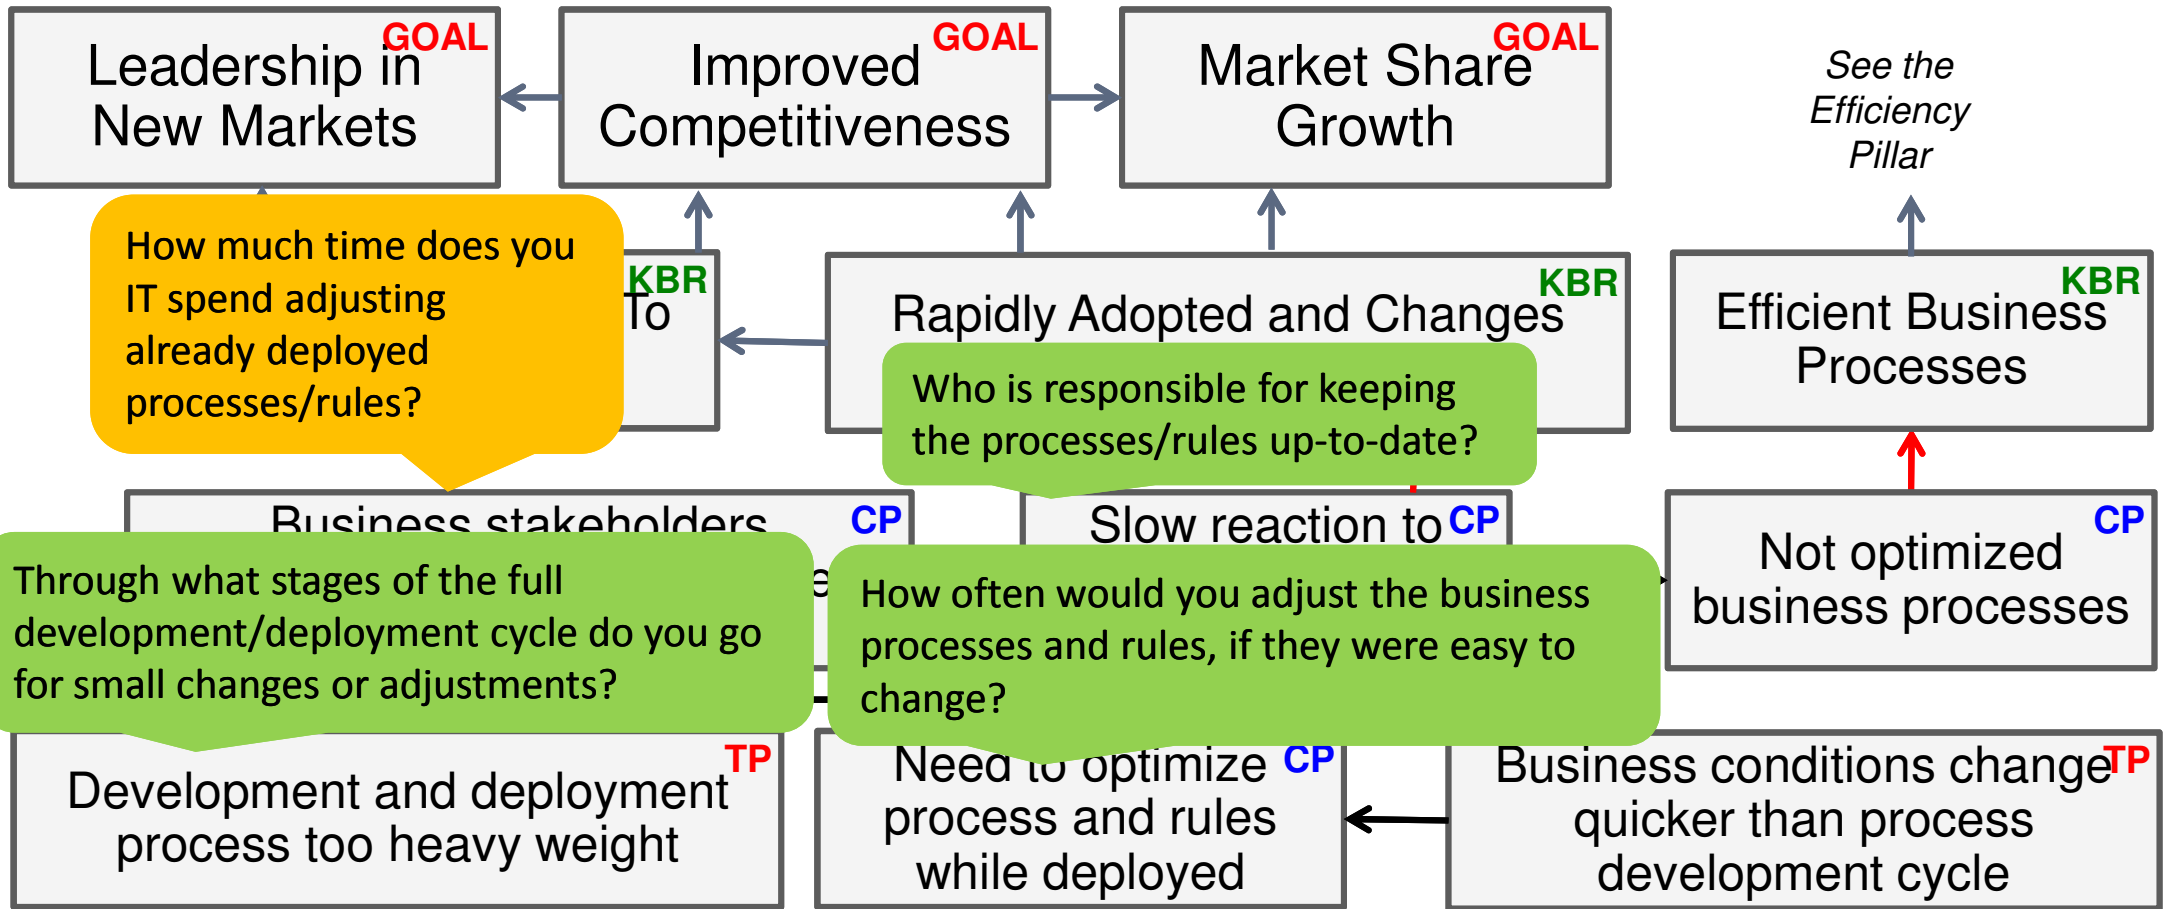 GOAL
Leadership in
New Markets
GOAL
Improved
Competitiveness
GOAL
Market Share
Growth
See the
Efficiency
Pillar
How much time does you
IT spend adjusting
already deployed
processes/rules?
KBR
To
KBR
Rapidly Adopted and Changes
KBR
Efficient Business
Processes
Who is responsible for keeping
the processes/rules up-to-date?
CP
Business stakeholders
CP
Slow reaction to
CP
Not optimized
business processes
Through what stages of the full
development/deployment cycle do you go
for small changes or adjustments?
How often would you adjust the business
processes and rules, if they were easy to
change?
TP
Development and deployment
process too heavy weight
CP
Need to optimize
process and rules
while deployed
TP
Business conditions change
quicker than process
development cycle